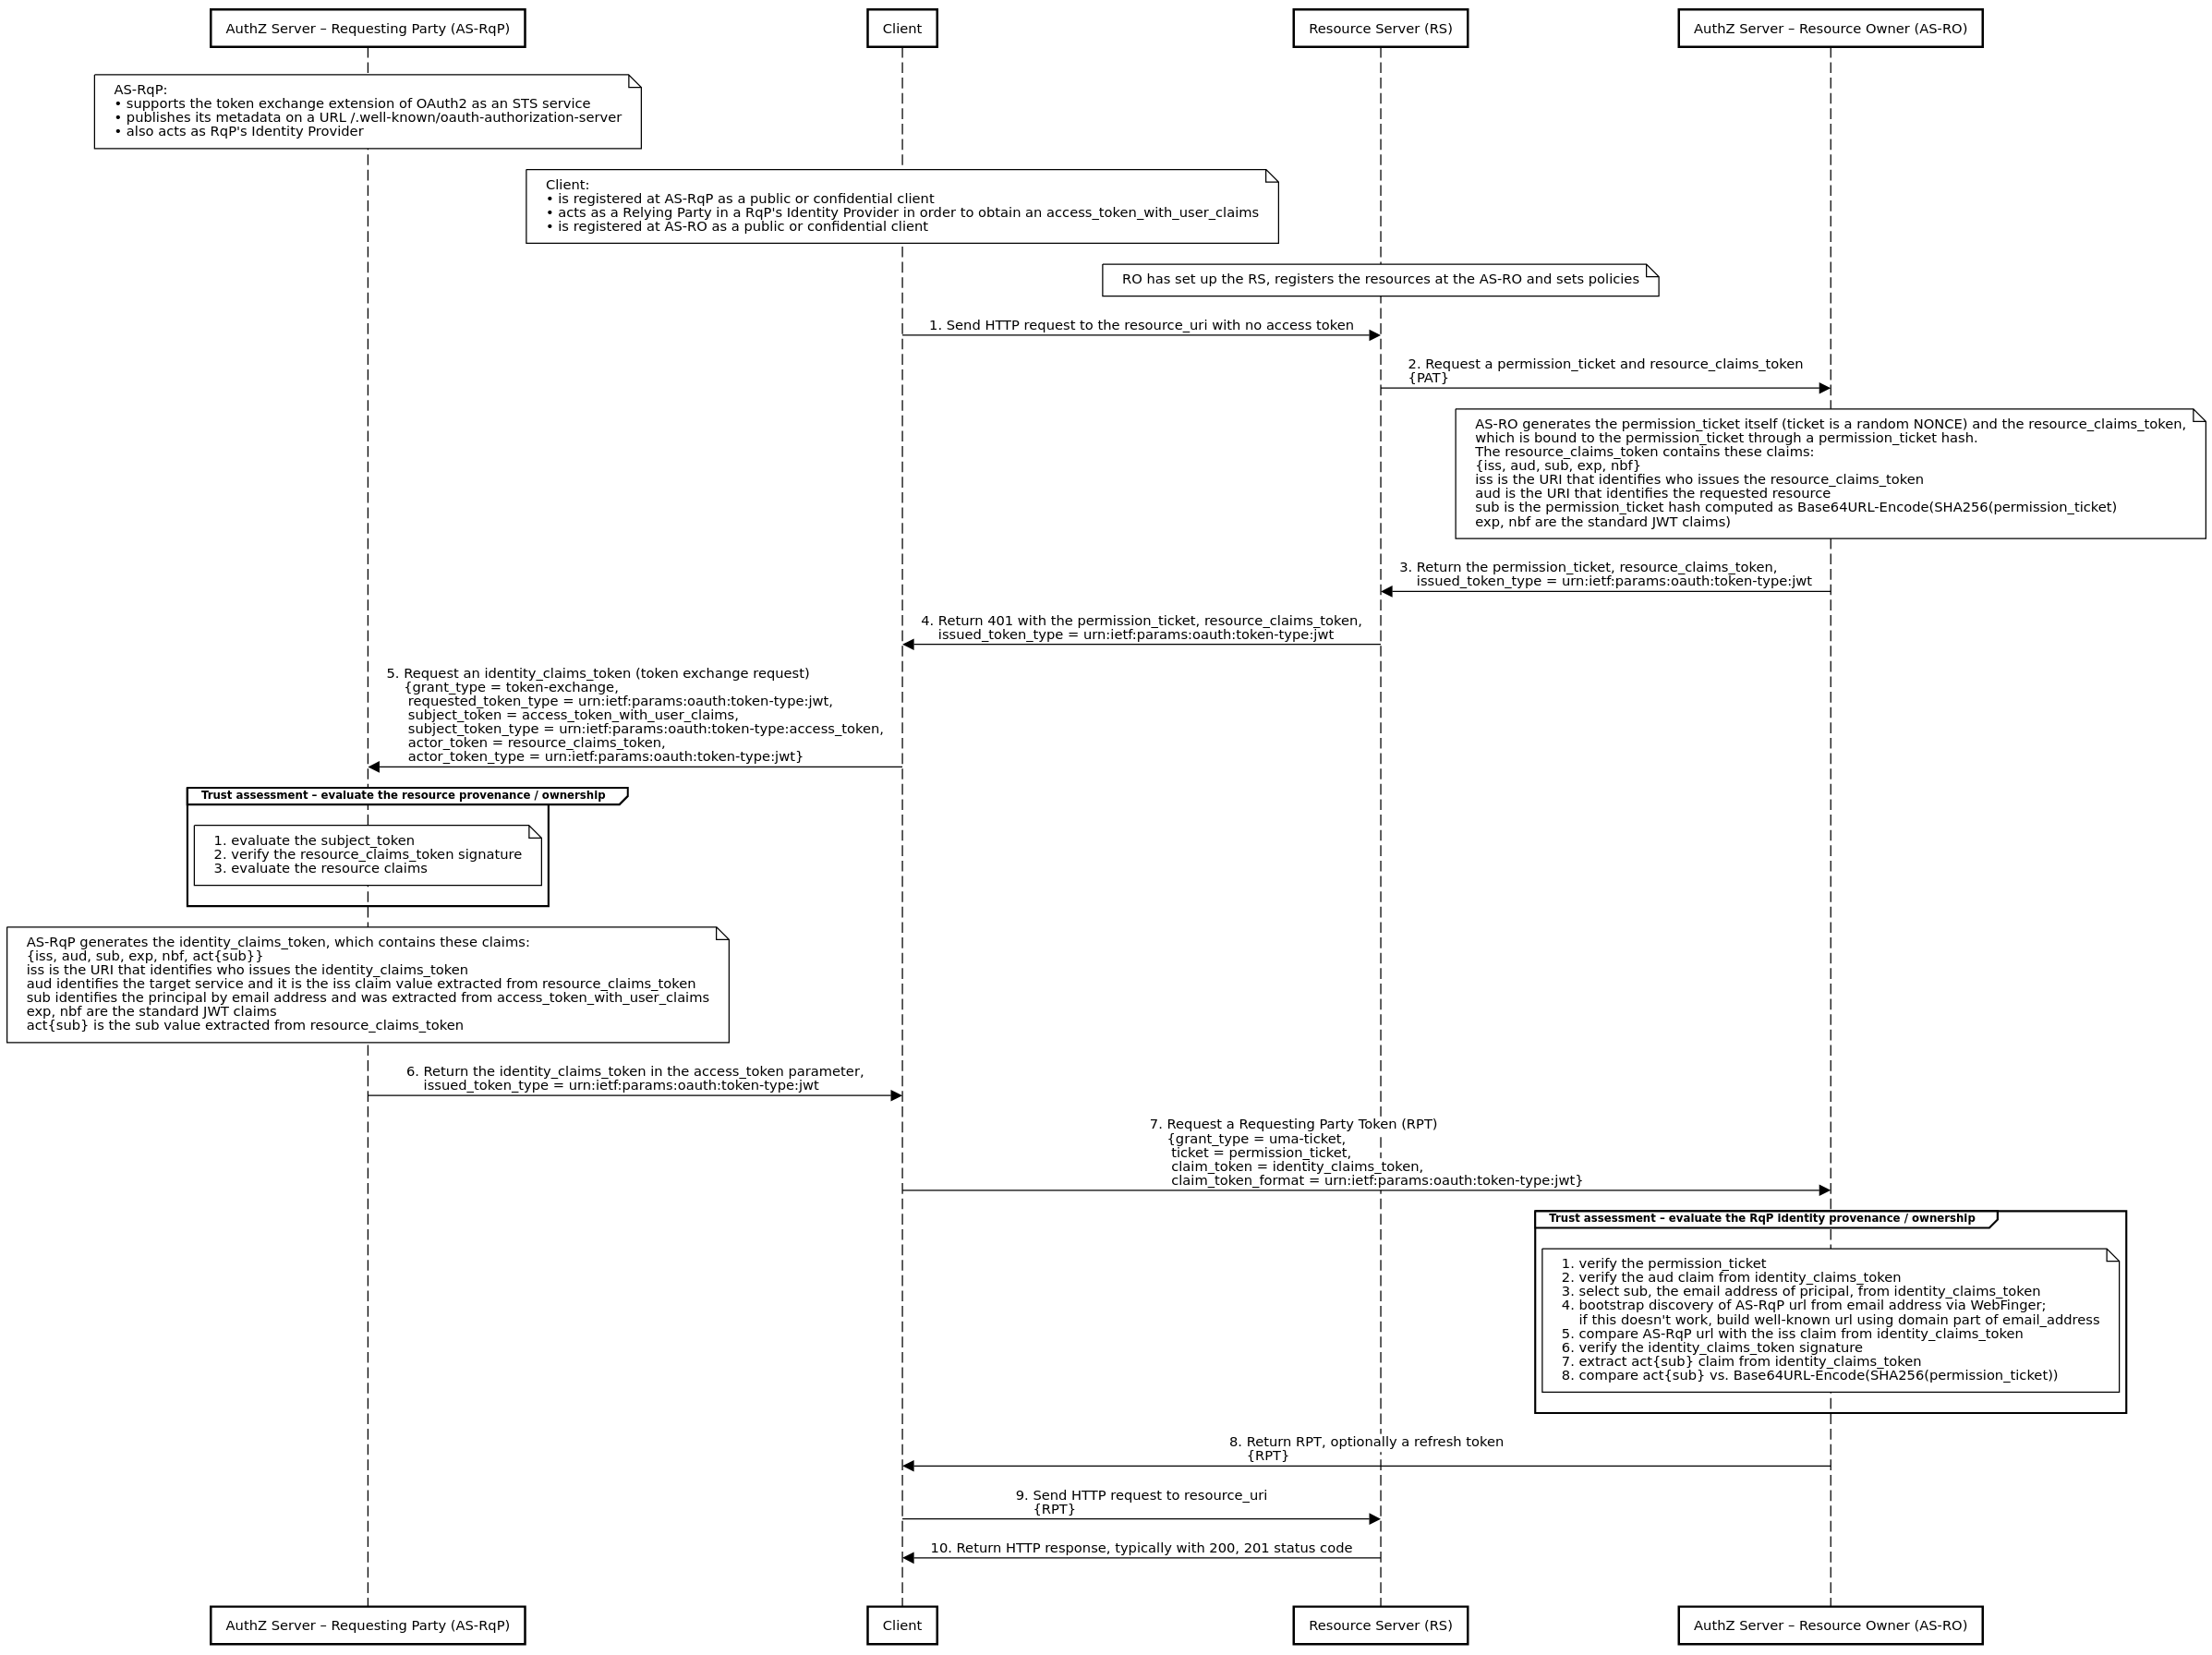 AuthZ Server – Requesting Party (AS-RqP)
Client
Resource Server (RS)
AuthZ Server – Resource Owner (AS-RO)
AS-RqP:
• supports the token exchange extension of OAuth2 as an STS service
• publishes its metadata on a URL /.well-known/oauth-authorization-server
• also acts as RqP's Identity Provider
Client:
• is registered at AS-RqP as a public or confidential client
• acts as a Relying Party in a RqP's Identity Provider in order to obtain an access_token_with_user_claims
• is registered at AS-RO as a public or confidential client
RO has set up the RS, registers the resources at the AS-RO and sets policies
1. Send HTTP request to the resource_uri with no access token
2. Request a permission_ticket and resource_claims_token
{PAT}
AS-RO generates the permission_ticket itself (ticket is a random NONCE) and the resource_claims_token,
which is bound to the permission_ticket through a permission_ticket hash.
The resource_claims_token contains these claims:
{iss, aud, sub, exp, nbf}
iss is the URI that identifies who issues the resource_claims_token
aud is the URI that identifies the requested resource
sub is the permission_ticket hash computed as Base64URL-Encode(SHA256(permission_ticket)
exp, nbf are the standard JWT claims)
3. Return the permission_ticket, resource_claims_token,
issued_token_type = urn:ietf:params:oauth:token-type:jwt
4. Return 401 with the permission_ticket, resource_claims_token,
issued_token_type = urn:ietf:params:oauth:token-type:jwt
5. Request an identity_claims_token (token exchange request)
{grant_type = token-exchange,
requested_token_type = urn:ietf:params:oauth:token-type:jwt,
subject_token = access_token_with_user_claims,
subject_token_type = urn:ietf:params:oauth:token-type:access_token,
actor_token = resource_claims_token,
actor_token_type = urn:ietf:params:oauth:token-type:jwt}
Trust assessment – evaluate the resource provenance / ownership
1. evaluate the subject_token
2. verify the resource_claims_token signature
3. evaluate the resource claims
AS-RqP generates the identity_claims_token, which contains these claims:
{iss, aud, sub, exp, nbf, act{sub}}
iss is the URI that identifies who issues the identity_claims_token
aud identifies the target service and it is the iss claim value extracted from resource_claims_token
sub identifies the principal by email address and was extracted from access_token_with_user_claims
exp, nbf are the standard JWT claims
act{sub} is the sub value extracted from resource_claims_token
6. Return the identity_claims_token in the access_token parameter,
issued_token_type = urn:ietf:params:oauth:token-type:jwt
7. Request a Requesting Party Token (RPT)
{grant_type = uma-ticket,
ticket = permission_ticket,
claim_token = identity_claims_token,
claim_token_format = urn:ietf:params:oauth:token-type:jwt}
Trust assessment – evaluate the RqP identity provenance / ownership
1. verify the permission_ticket
2. verify the aud claim from identity_claims_token
3. select sub, the email address of pricipal, from identity_claims_token
4. bootstrap discovery of AS-RqP url from email address via WebFinger;
if this doesn't work, build well-known url using domain part of email_address
5. compare AS-RqP url with the iss claim from identity_claims_token
6. verify the identity_claims_token signature
7. extract act{sub} claim from identity_claims_token
8. compare act{sub} vs. Base64URL-Encode(SHA256(permission_ticket))
8. Return RPT, optionally a refresh token
{RPT}
9. Send HTTP request to resource_uri
{RPT}
10. Return HTTP response, typically with 200, 201 status code
AuthZ Server – Requesting Party (AS-RqP)
Client
Resource Server (RS)
AuthZ Server – Resource Owner (AS-RO)